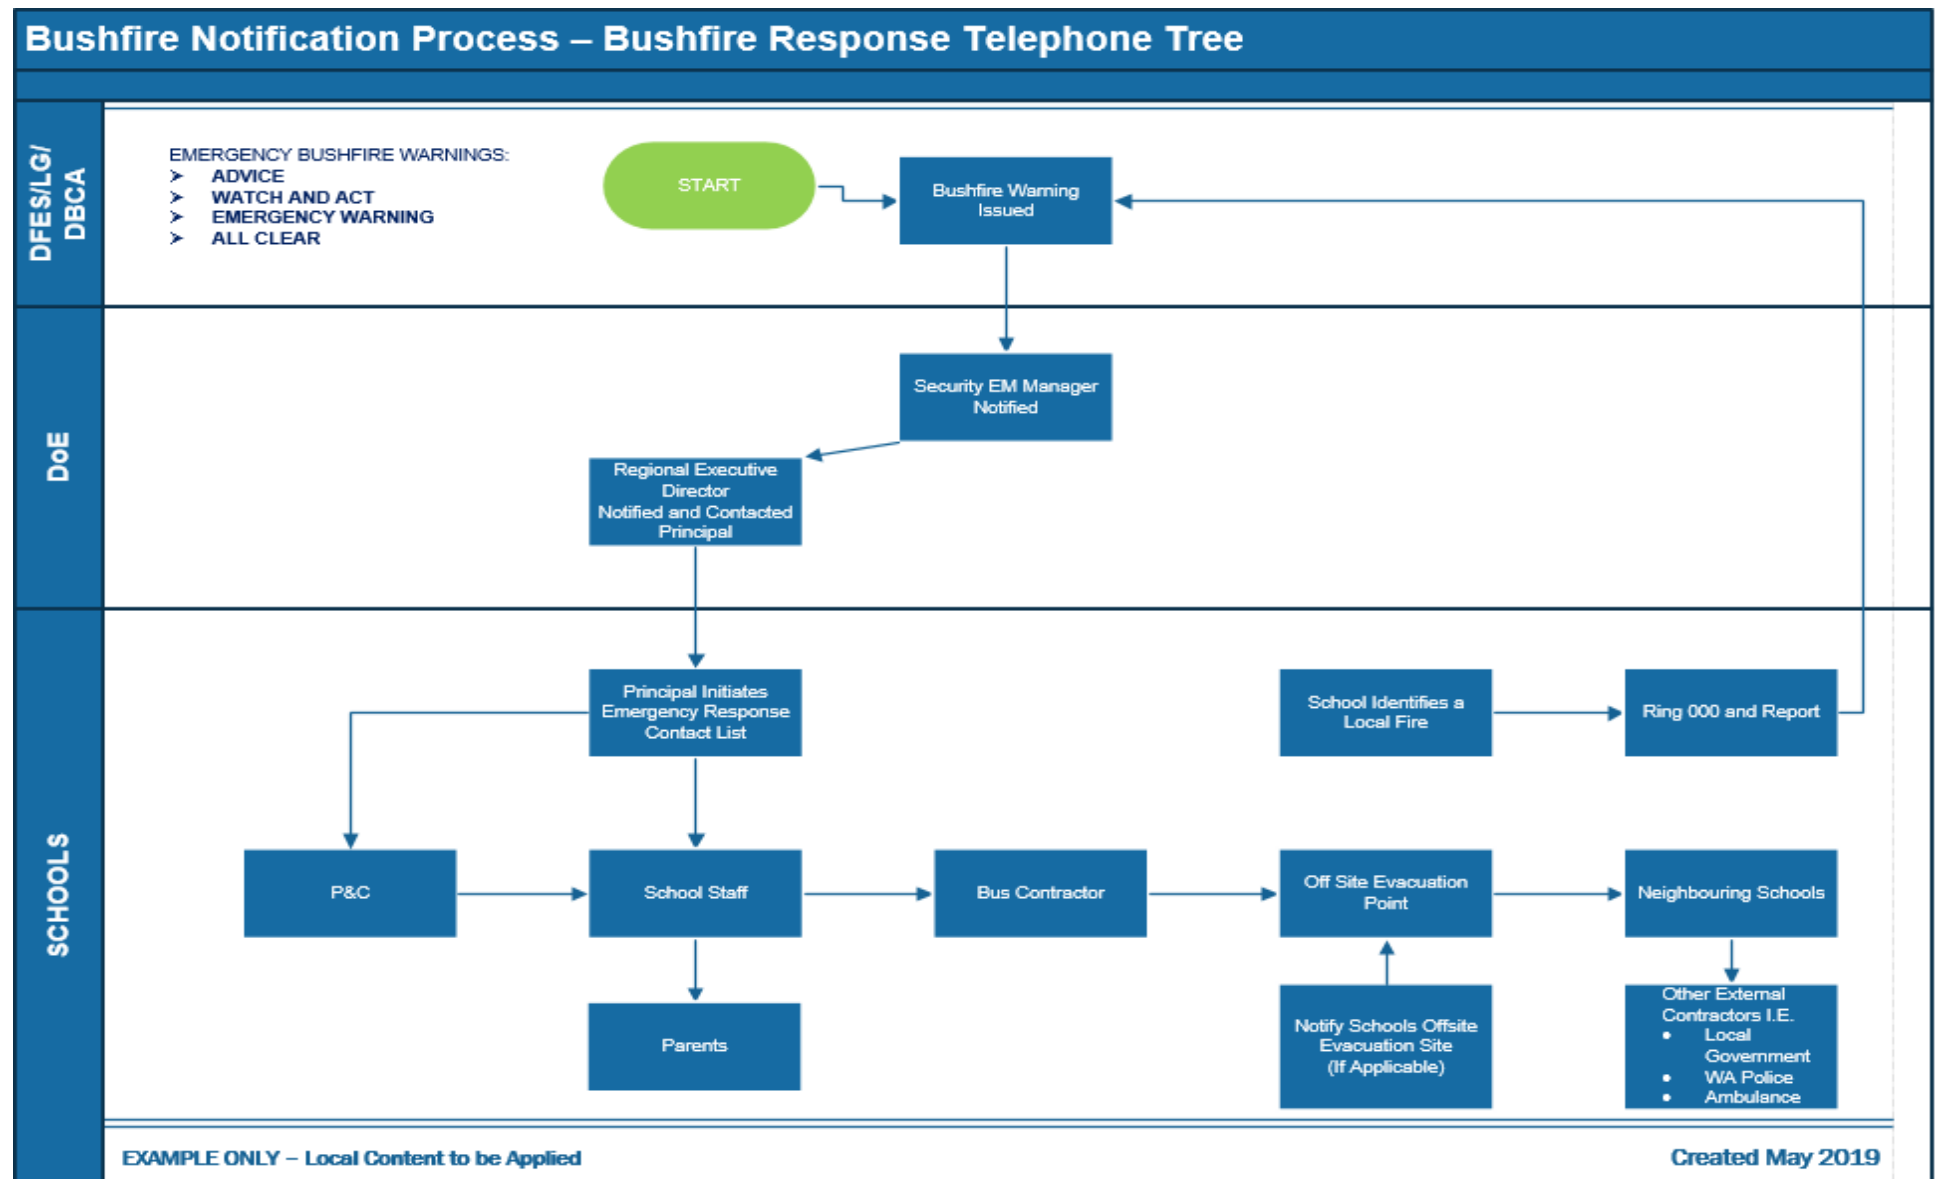 Bushfire Notification Process – Bushfire Response Telephone Tree
DFES/LG/
DBCA
EMERGENCY BUSHFIRE WARNINGS:
➤ ADVICE
➤ WATCH AND ACT
➤ EMERGENCY WARNING
➤ ALL CLEAR
START
Bushfire Warning
Issued
DoE
Security EM Manager
Notified
Regional Executive
Director
Notified and Contacted
Principal
SCHOOLS
Principal Initiates
Emergency Response
Contact List
School Identifies a
Local Fire
Ring 000 and Report
P&C
School Staff
Bus Contractor
Off Site Evacuation
Point
Neighbouring Schools
Parents
Notify Schools Offsite
Evacuation Site
(If Applicable)
Other External
Contractors I.E.
• Local
Government
• WA Police
• Ambulance
EXAMPLE ONLY – Local Content to be Applied
Created May 2019